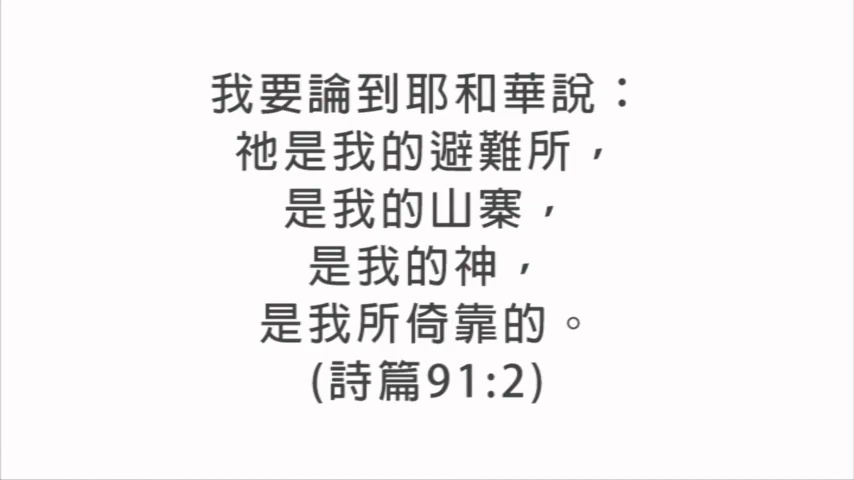 我要論到耶和華說：
祂是我的避難所，
是我的山寨，
是我的神，
是我所倚靠的。
(詩篇91:2)